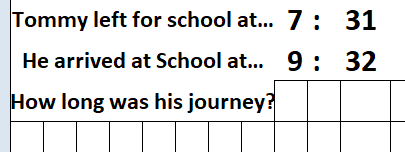 Tommy left for school at... 7 : 31
He arrived at School at... 9 : 32
How long was his journey?